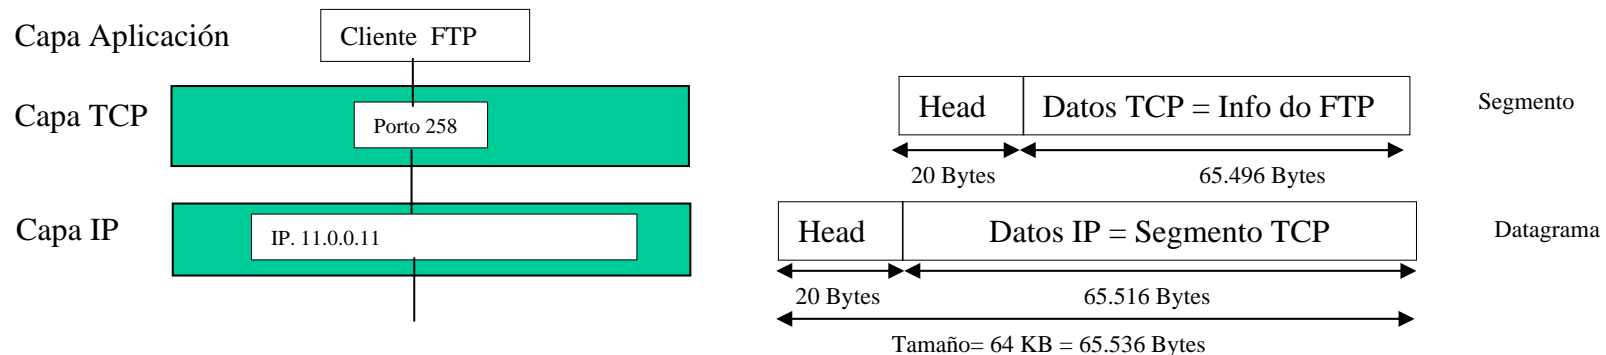 Capa Aplicación
Cliente FTP
Capa TCP
Porto 258
Head
Datos TCP = Info do FTP
Segmento
20 Bytes
65.496 Bytes
Capa IP
IP. 11.0.0.11
Head
Datos IP = Segmento TCP
Datagrama
20 Bytes
65.516 Bytes
Tamaño= 64 KB = 65.536 Bytes